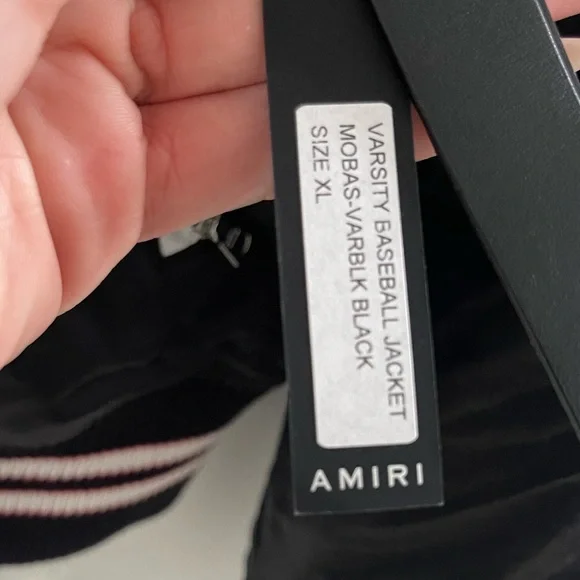 VARSITY BASEBALL JACKET
MOBAS-VARBLK BLACK
SIZE XL
AMIRI